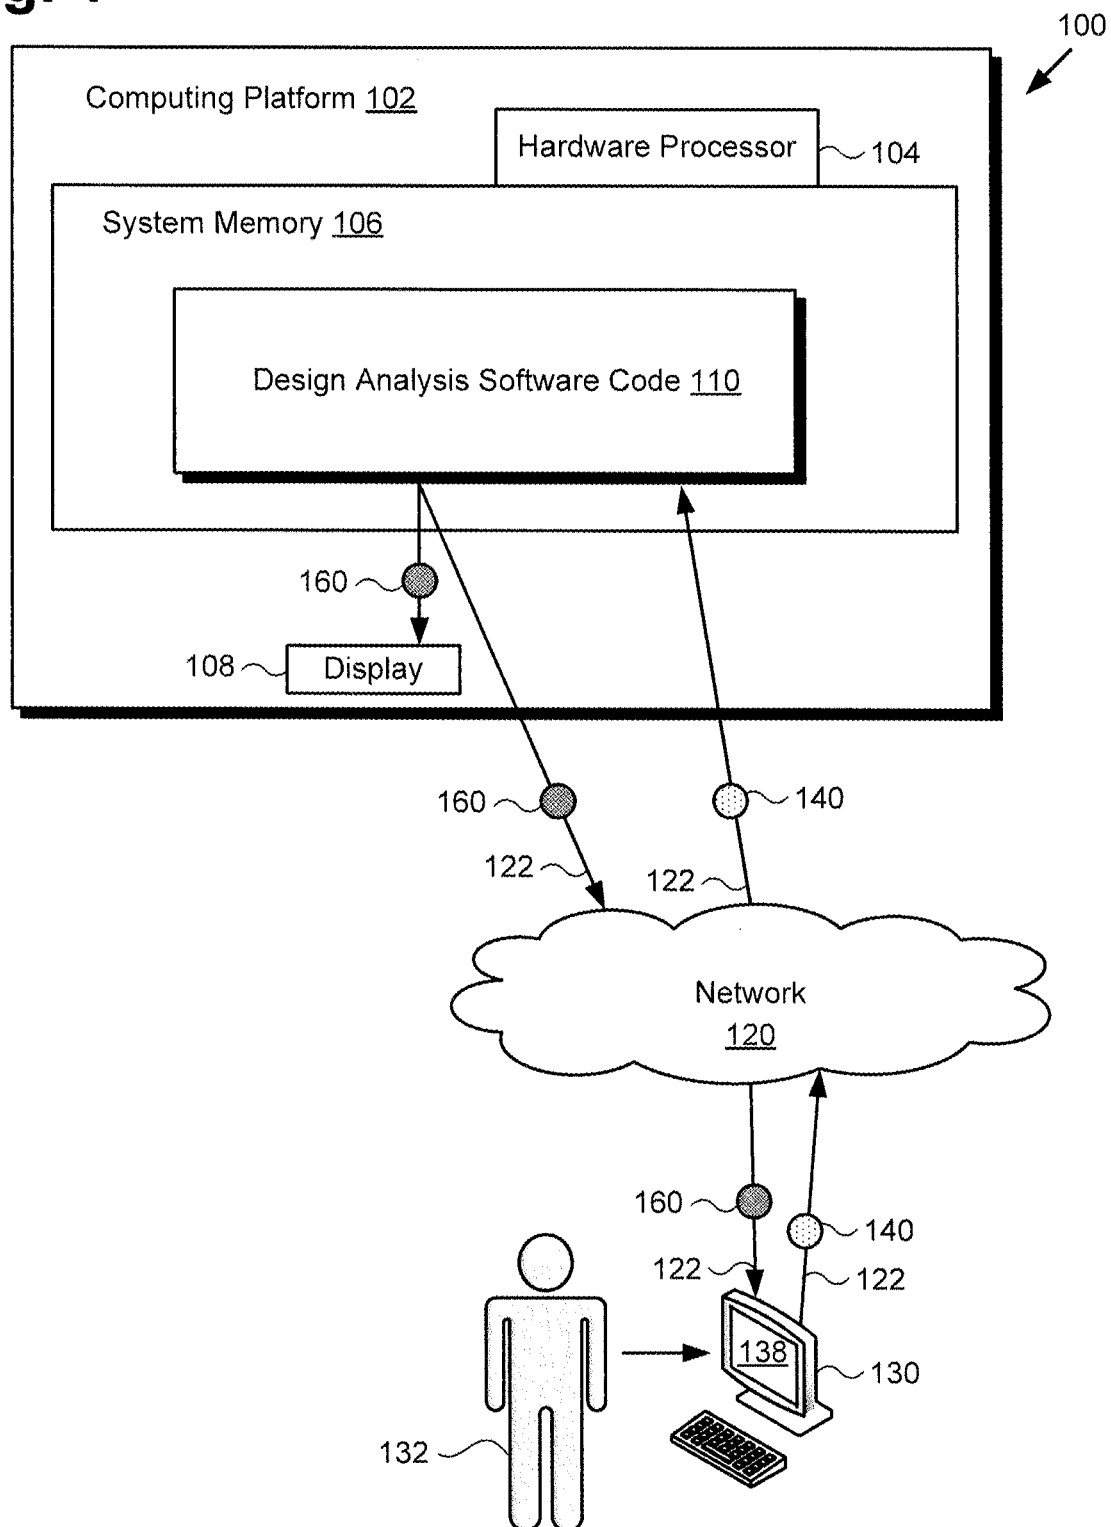 100
Computing Platform 102
Hardware Processor
104
System Memory 106
Design Analysis Software Code 110
160
108
Display
160
140
122
122
Network
120
160
140
122
122
138
130
132